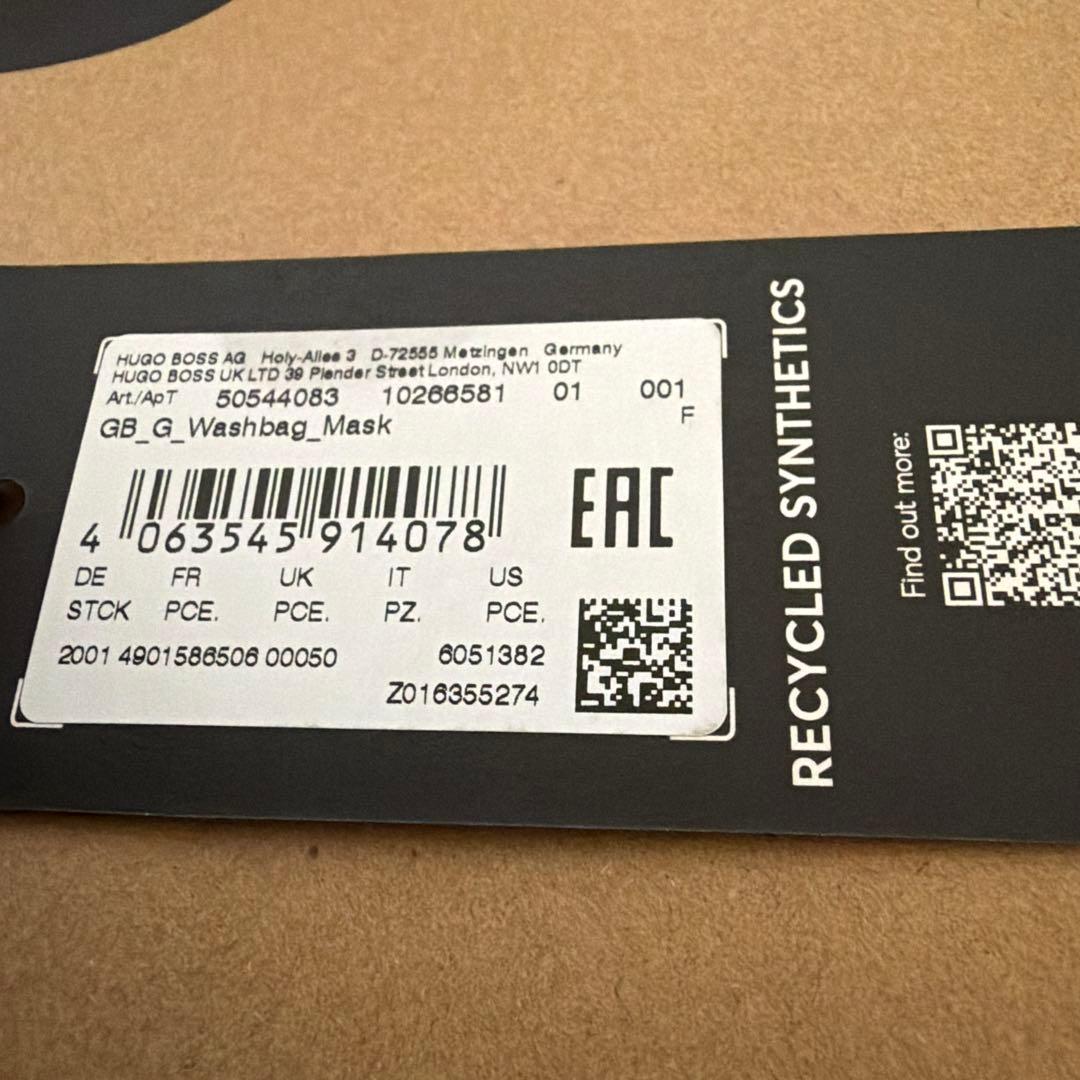 HUGO BOSS AG Holy-Allee 3 D-72555 Metzingen Germany
HUGO BOSS UK LTD 39 Plender Street London, NW1 0DT
Art./ApT 50544083 10266581 01 001
F
GB_G_Washbag_Mask
EAC
4 063545 914078
DE FR UK IT US
STCK PCE. PCE. PZ. PCE.
2001 4901586506 00050 6051382
Z016355274
RECYCLED SYNTHETICS
Find out more: